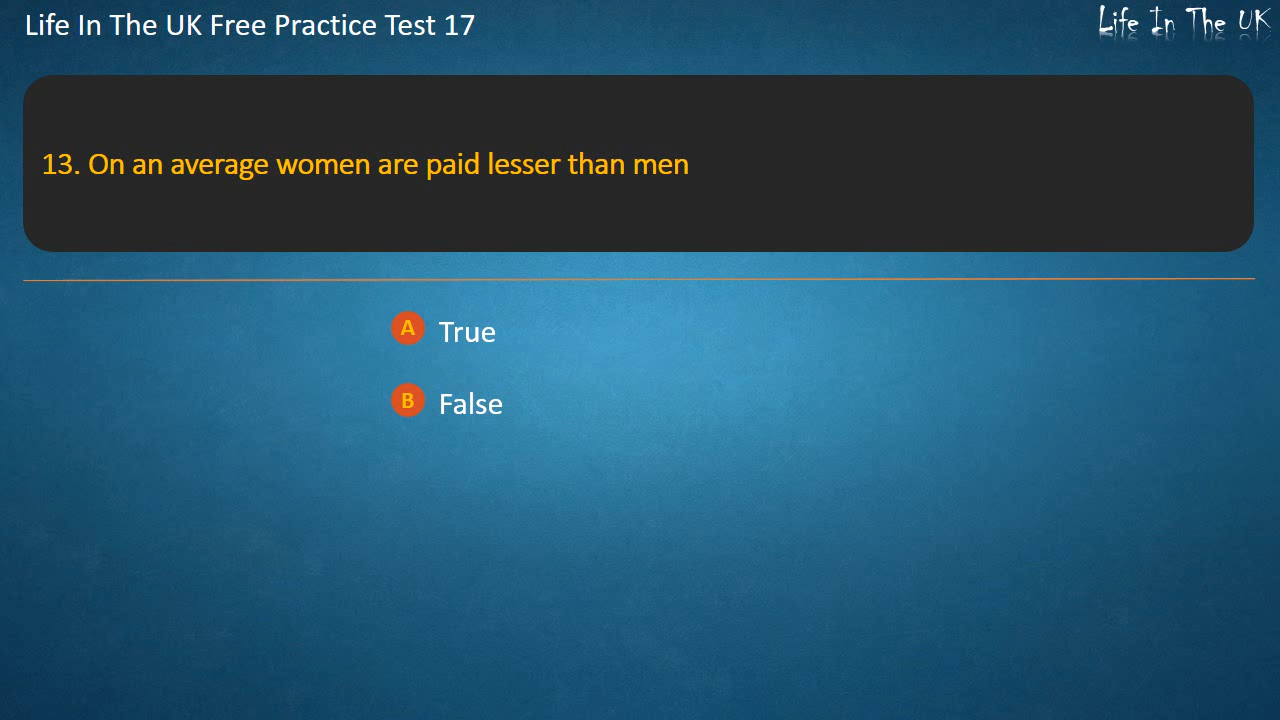 Life In The UK Free Practice Test 17
Life In The UK
13. On an average women are paid lesser than men
A True
B False